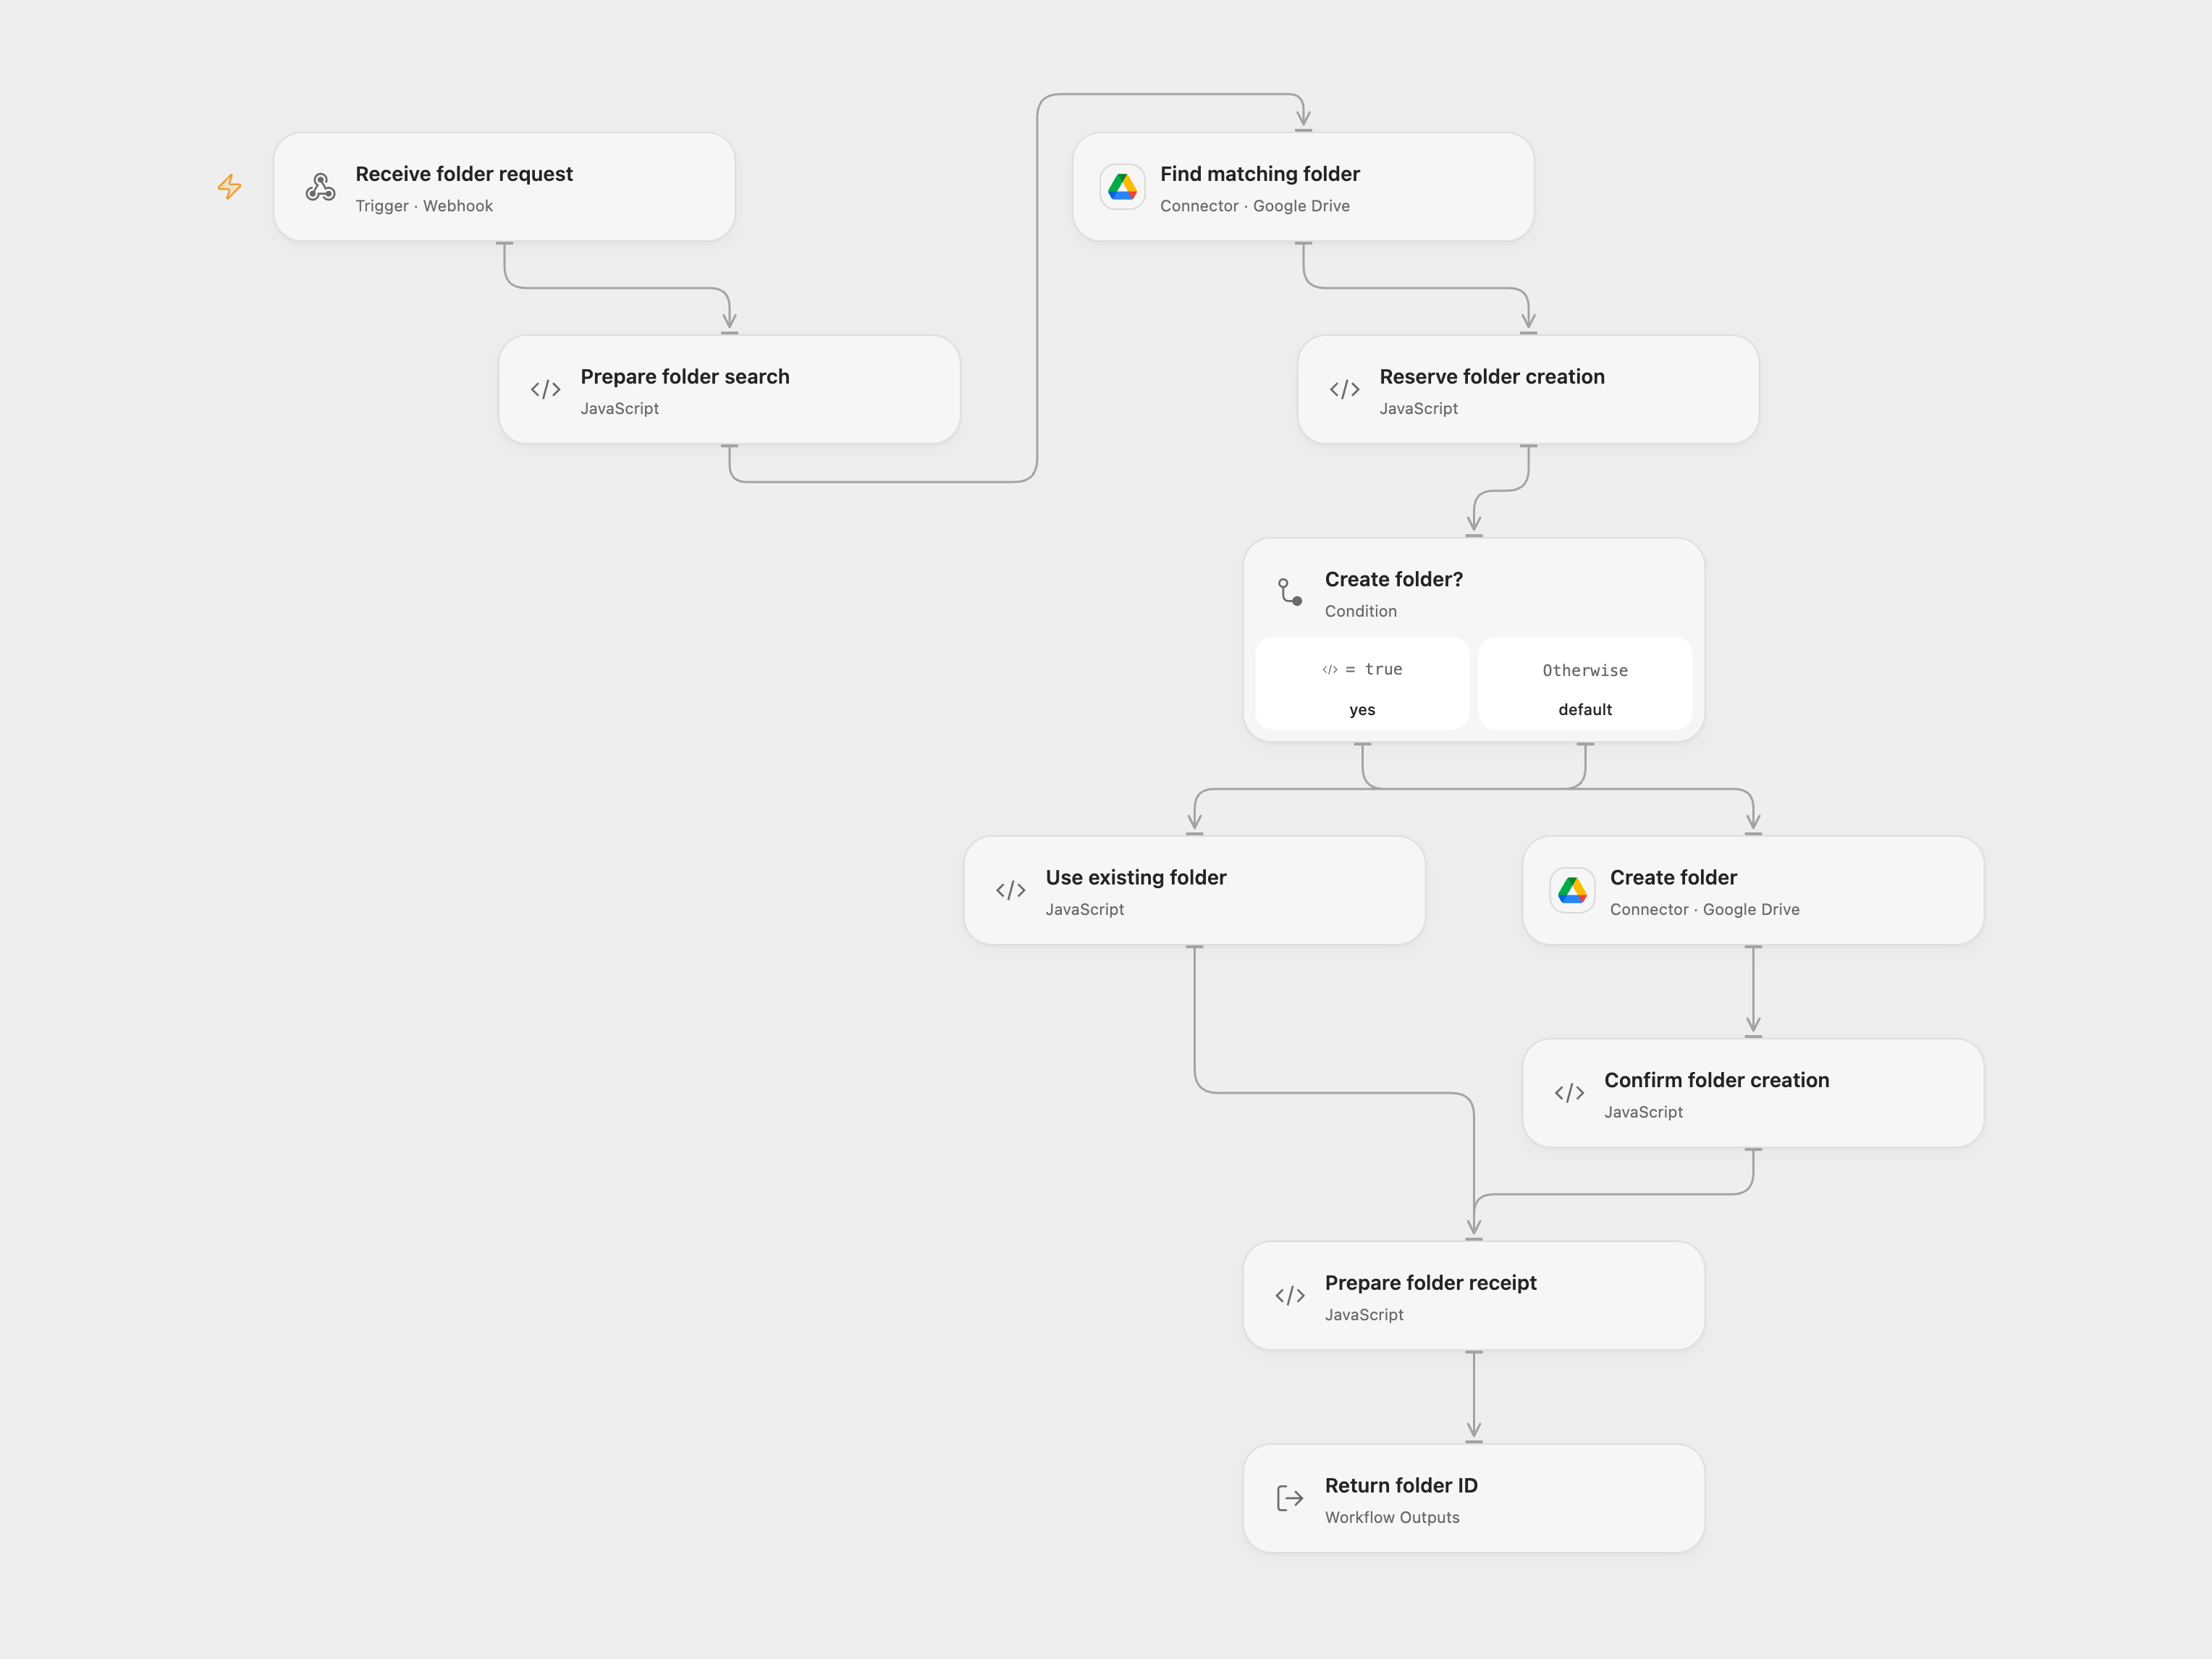 Receive folder request
Trigger · Webhook
Find matching folder
Connector · Google Drive
Prepare folder search
JavaScript
Reserve folder creation
JavaScript
Create folder?
Condition
</> = true
Otherwise
yes
default
Use existing folder
JavaScript
Create folder
Connector · Google Drive
Confirm folder creation
JavaScript
Prepare folder receipt
JavaScript
Return folder ID
Workflow Outputs